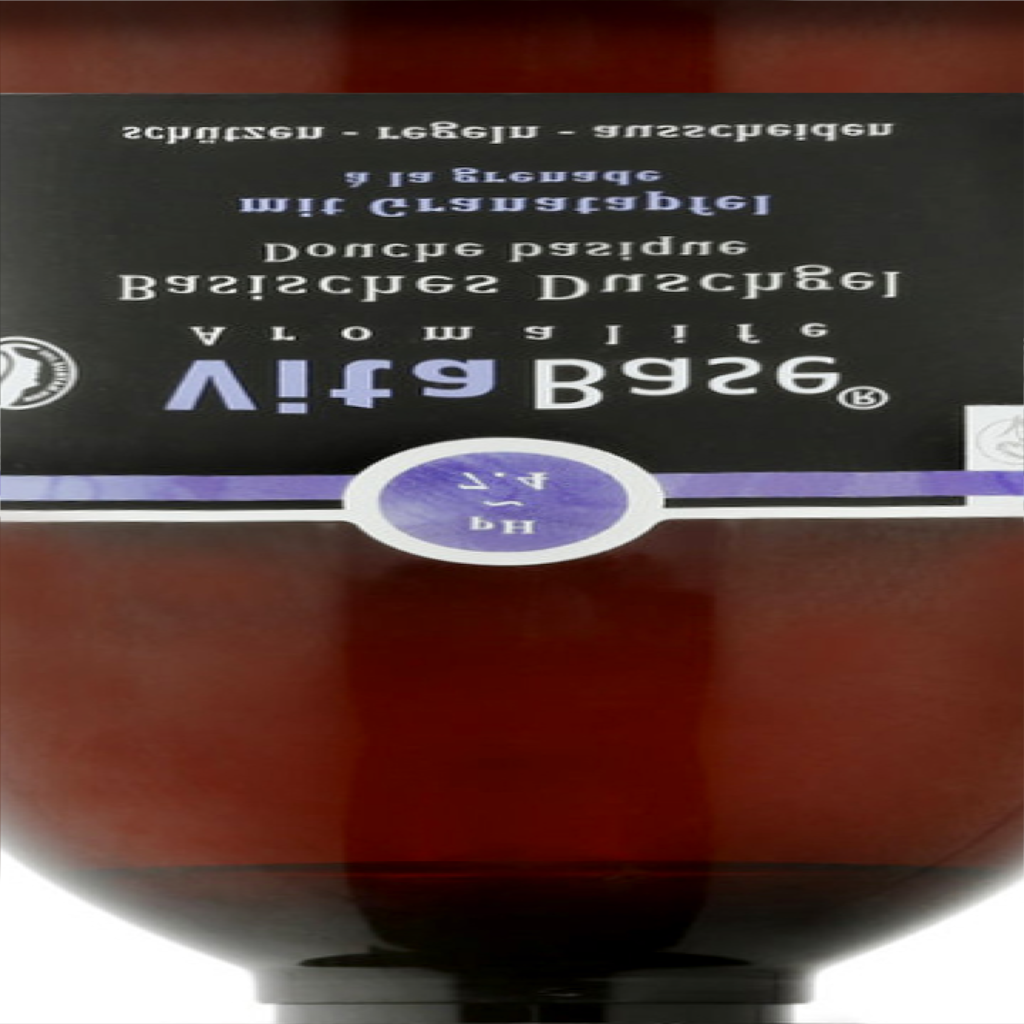 pH
~
7.4
VitaBase®
Aromalife
Basisches Duschgel
Douche basique
mit Granatapfel
à la grenade
schützen - regeln - ausscheiden